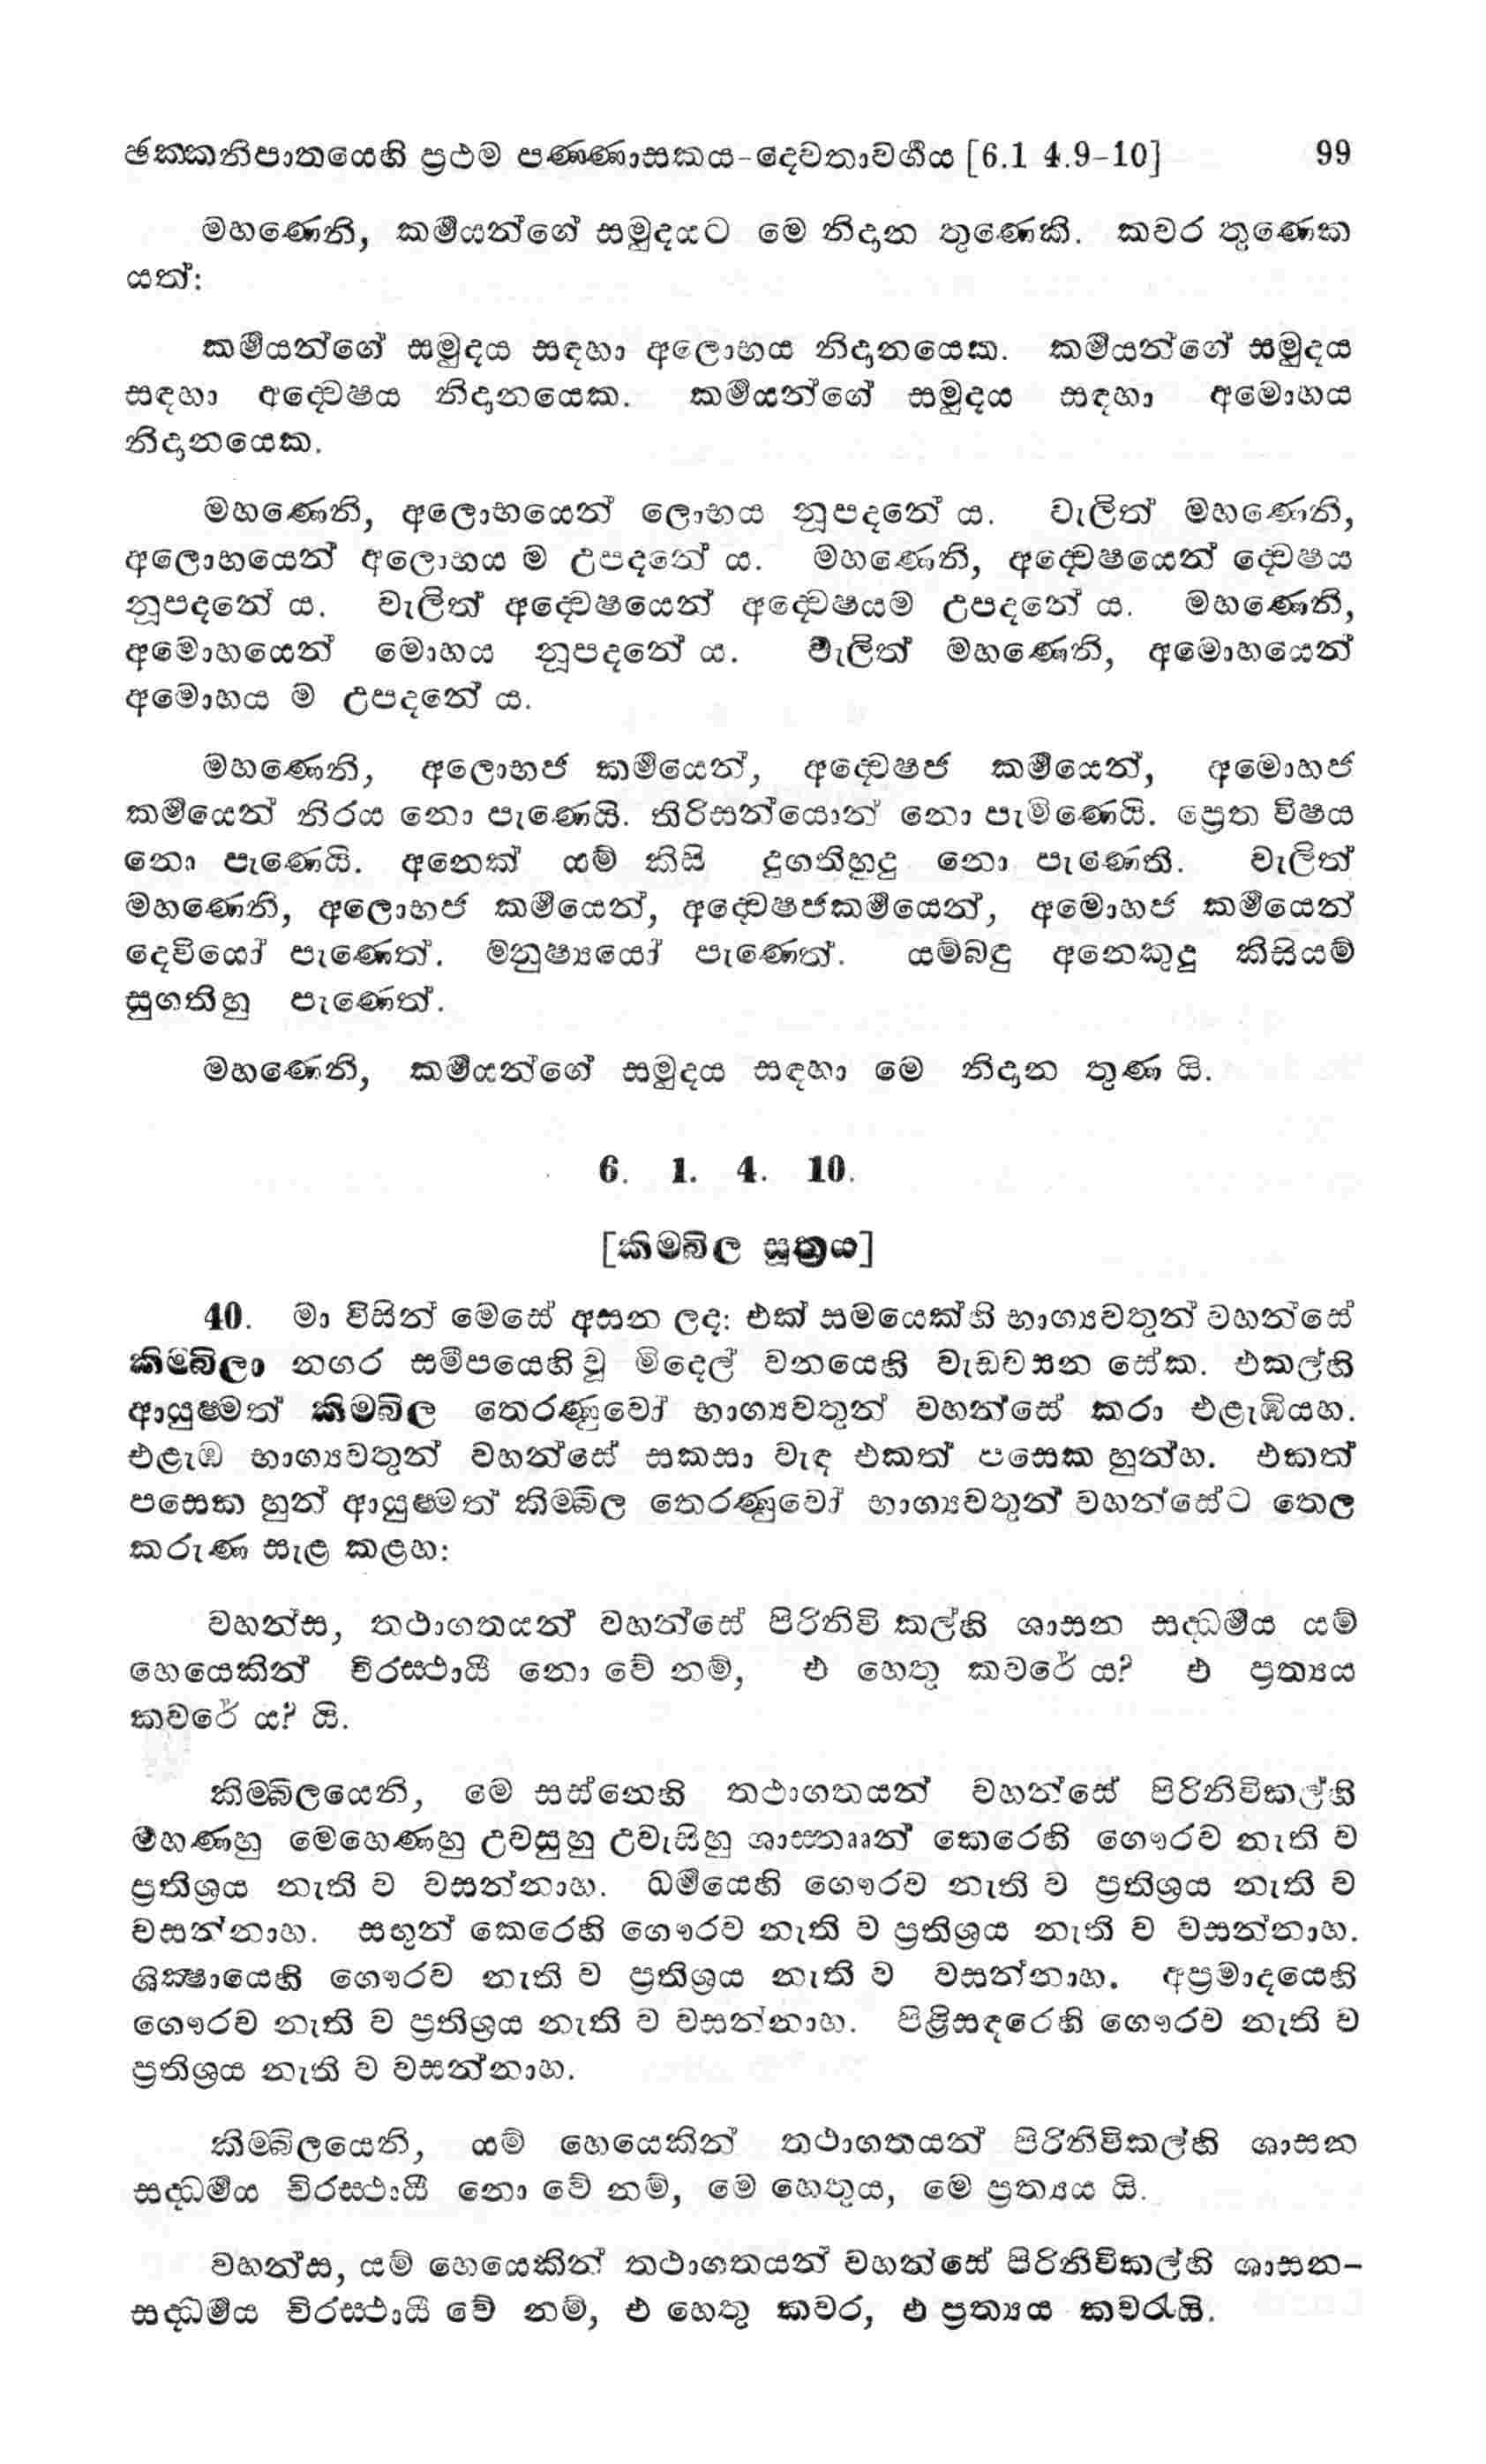 ඡක්කනිපාතයෙහි ප්‍රථම පණ්ණාසකය-දෙවතාවර්ගය [6.1 4.9-10] 99
මහණෙනි, කර්මයන්ගේ සමුදයට මේ නිදාන තුණෙකි. කවර තුණෙක
යත්:
කර්මයන්ගේ සමුදය සඳහා අලොභය නිදානයෙක. කර්මයන්ගේ සමුදය
සඳහා අද්වෙෂය නිදානයෙක. කර්මයන්ගේ සමුදය සඳහා අමොහය
නිදානයෙක.
මහණෙනි, අලොභයෙන් ලොභය නූපදනේ ය. වැලිත් මහණෙනි,
අලොභයෙන් අලොභය ම උපදනේ ය. මහණෙනි, අද්වෙෂයෙන් ද්වෙෂය
නූපදනේ ය. වැලිත් අද්වෙෂයෙන් අද්වෙෂයම උපදනේ ය. මහණෙනි,
අමොහයෙන් මොහය නූපදනේ ය. වැලිත් මහණෙනි, අමොහයෙන්
අමොහය ම උපදනේ ය.
මහණෙනි, අලොභජ කර්මයෙන්, අද්වෙෂජ කර්මයෙන්, අමොහජ
කර්මයෙන් නිරය නො පැණෙයි. තිරිසන්යොන් නො පැමිණෙයි. ප්‍රෙත විෂය
නො පැණෙයි. අනෙක් යම් කිසි දුගතිහුදු නො පැණෙති. වැලිත්
මහණෙනි, අලොභජ කර්මයෙන්, අද්වෙෂජකර්මයෙන්, අමොහජ කර්මයෙන්
දෙවියෝ පැණෙත්. මනුෂ්‍යයෝ පැණෙත්. යම්බඳු අනෙකුදු කිසියම්
සුගතිහු පැණෙත්.
මහණෙනි, කර්මයන්ගේ සමුදය සඳහා මේ නිදාන තුණ යි.
6. 1. 4. 10.
[කිම්බිල සූත්‍රය]
40. මා විසින් මෙසේ අසන ලද: එක් සමයෙක්හි භාග්‍යවතුන් වහන්සේ
කිම්බිලා නගර සමීපයෙහි වූ මිදෙල් වනයෙහි වැඩවසන සේක. එකල්හි
ආයුෂ්මත් කිම්බිල තෙරණුවෝ භාග්‍යවතුන් වහන්සේ කරා එළැඹියහ.
එළැඹ භාග්‍යවතුන් වහන්සේ සකසා වැඳ එකත් පසෙක හුන්හ. එකත්
පසෙක හුන් ආයුෂ්මත් කිම්බිල තෙරණුවෝ භාග්‍යවතුන් වහන්සේට තෙල
කරුණ සැළ කළහ:
වහන්ස, තථාගතයන් වහන්සේ පිරිනිවි කල්හි ශාසන සද්ධර්මය යම්
හෙයෙකින් චිරස්ථායී නො වේ නම්, එ හෙතු කවරේ ය? එ ප්‍රත්‍යය
කවරේ ය? යි.
කිම්බිලයෙනි, මේ සස්නෙහි තථාගතයන් වහන්සේ පිරිනිවිකල්හි
මහණහු මෙහෙණහු උවසුහු උවැසිහු ශාස්තෲන් කෙරෙහි ගෞරව නැති ව
ප්‍රතිශ්‍රය නැති ව වසන්නාහ. ධර්මයෙහි ගෞරව නැති ව ප්‍රතිශ්‍රය නැති ව
වසන්නාහ. සඟුන් කෙරෙහි ගෞරව නැති ව ප්‍රතිශ්‍රය නැති ව වසන්නාහ.
ශික්ෂායෙහි ගෞරව නැති ව ප්‍රතිශ්‍රය නැති ව වසන්නාහ. අප්‍රමාදයෙහි
ගෞරව නැති ව ප්‍රතිශ්‍රය නැති ව වසන්නාහ. පිළිසඳරෙහි ගෞරව නැති ව
ප්‍රතිශ්‍රය නැති ව වසන්නාහ.
කිම්බිලයෙනි, යම් හෙයෙකින් තථාගතයන් පිරිනිවිකල්හි ශාසන
සද්ධර්මය චිරස්ථායී නො වේ නම්, මේ හෙතුය, මේ ප්‍රත්‍යය යි.
වහන්ස, යම් හෙයෙකින් තථාගතයන් වහන්සේ පිරිනිවිකල්හි ශාසන-
සද්ධර්මය චිරස්ථායී වේ නම්, එ හෙතු කවර, එ ප්‍රත්‍යය කවරැයි.